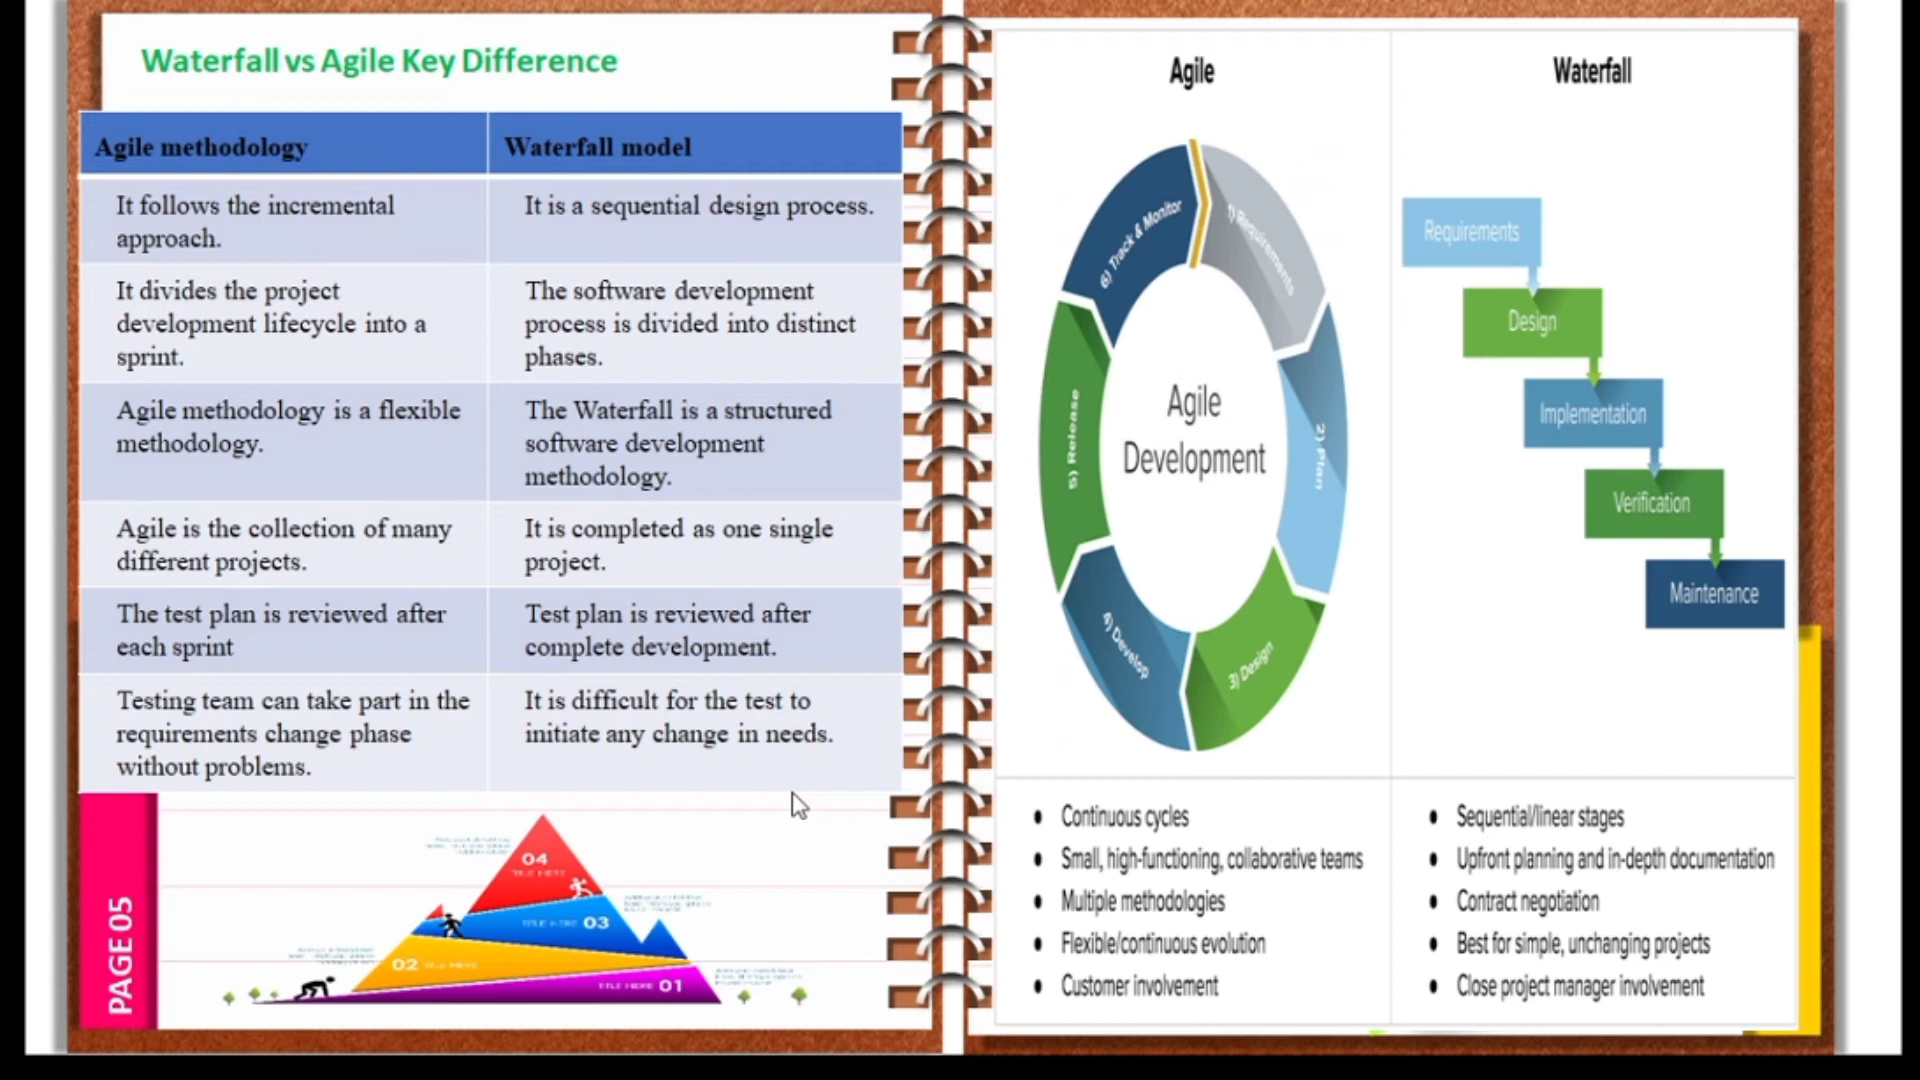 Waterfall vs Agile Key Difference
Agile methodology
Waterfall model
It follows the incremental
approach.
It is a sequential design process.
It divides the project
development lifecycle into a
sprint.
The software development
process is divided into distinct
phases.
Agile methodology is a flexible
methodology.
The Waterfall is a structured
software development
methodology.
Agile is the collection of many
different projects.
It is completed as one single
project.
The test plan is reviewed after
each sprint
Test plan is reviewed after
complete development.
Testing team can take part in the
requirements change phase
without problems.
It is difficult for the test to
initiate any change in needs.
PAGE 05
04
TITLE HERE
TITLE HERE 03
02 TITLE HERE
TITLE HERE 01
Agile
1) Requirements
2) Plan
3) Design
4) Develop
5) Release
6) Track & Monitor
Agile
Development
Continuous cycles
Small, high-functioning, collaborative teams
Multiple methodologies
Flexible/continuous evolution
Customer involvement
Waterfall
Requirements
Design
Implementation
Verification
Maintenance
Sequential/linear stages
Upfront planning and in-depth documentation
Contract negotiation
Best for simple, unchanging projects
Close project manager involvement